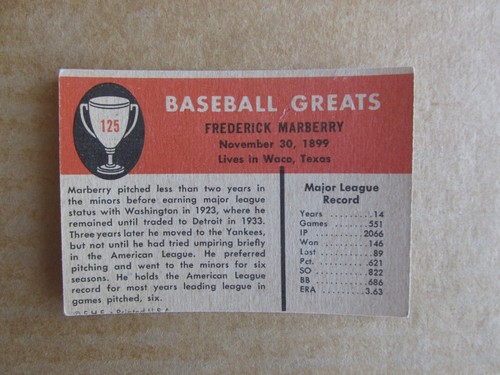 125
BASEBALL GREATS
FREDERICK MARBERRY
November 30, 1899
Lives in Waco, Texas
Marberry pitched less than two years in
the minors before earning major league
status with Washington in 1923, where he
remained until traded to Detroit in 1933.
Three years later he moved to the Yankees,
but not until he had tried umpiring briefly
in the American League. He preferred
pitching and went to the minors for six
seasons. He holds the American League
record for most years leading league in
games pitched, six.
Major League
Record
Years .........14
Games ........551
IP ..........2066
Won .........146
Lost ..........89
Pct. .........621
SO ..........822
BB ..........686
ERA .........3.63